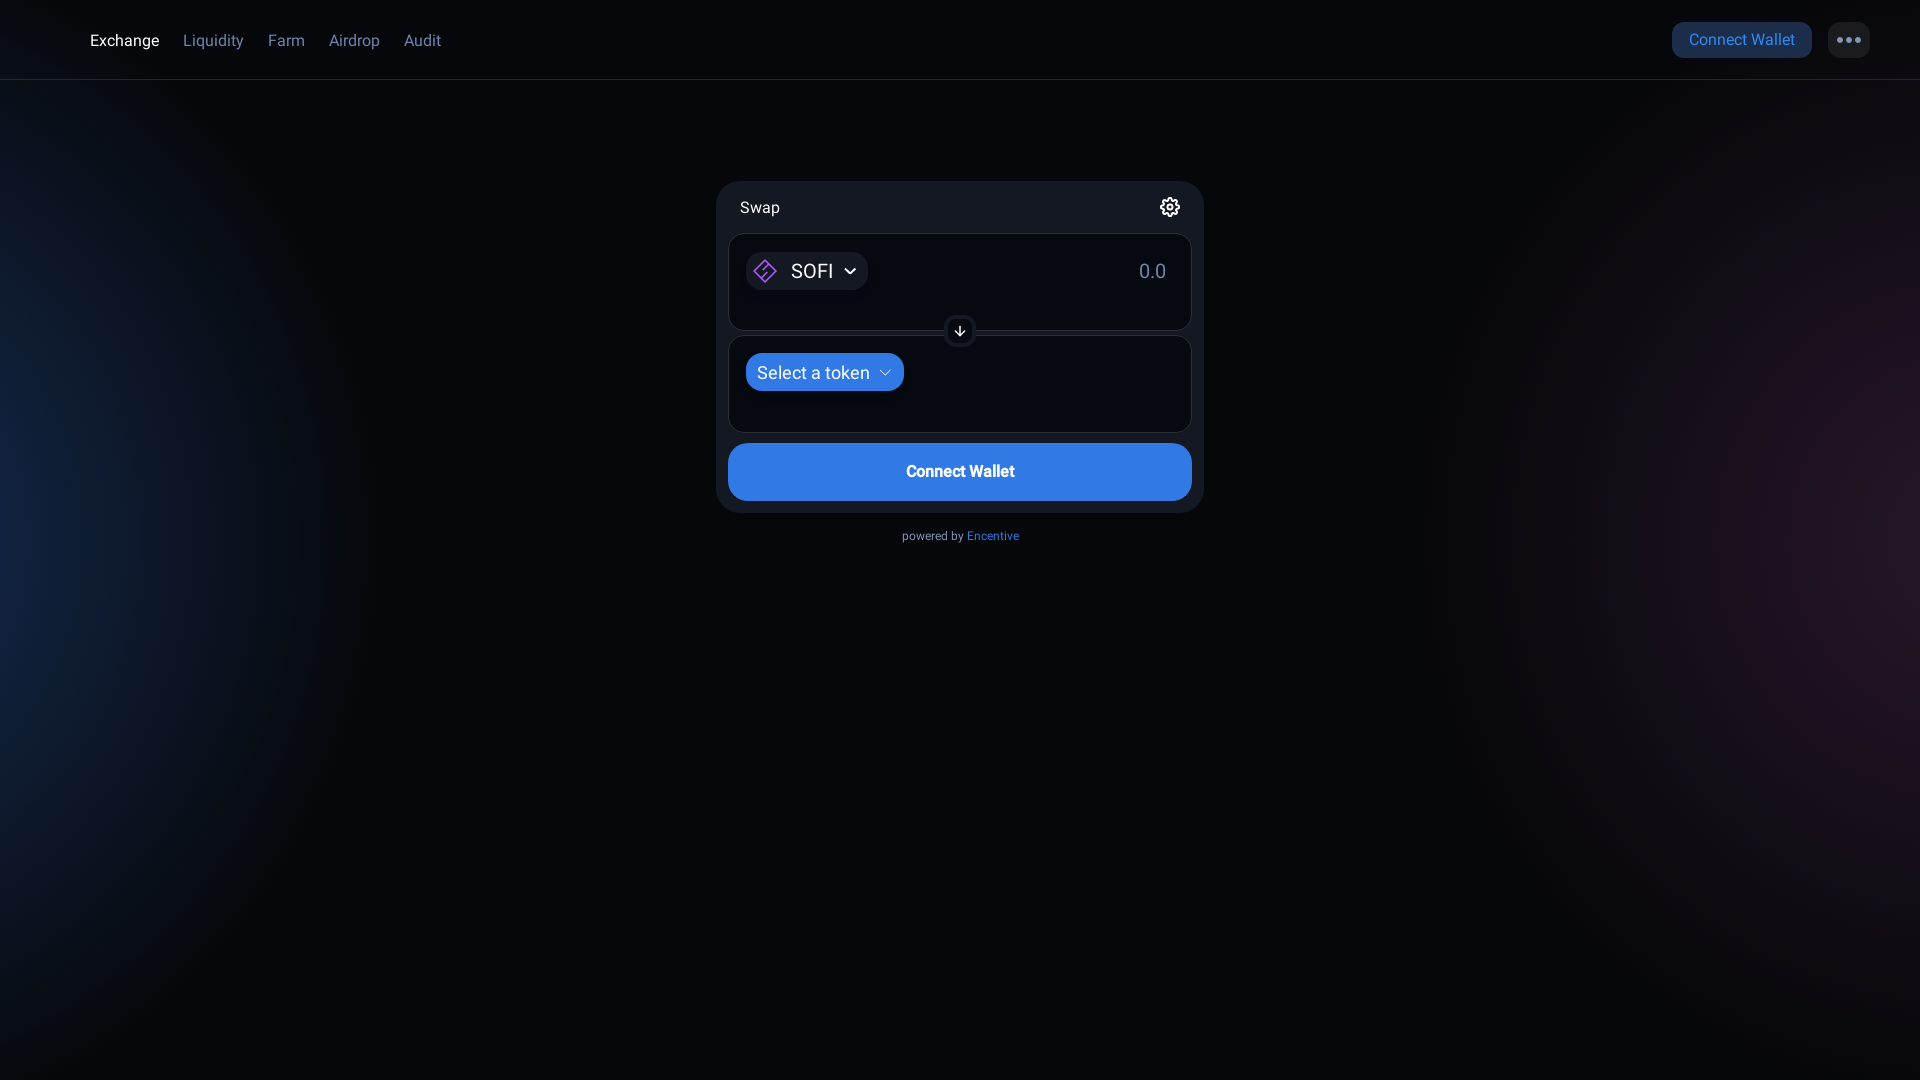 Exchange Liquidity Farm Airdrop Audit Connect Wallet
Swap
SOFI 0.0
Select a token
Connect Wallet
powered by Encentive